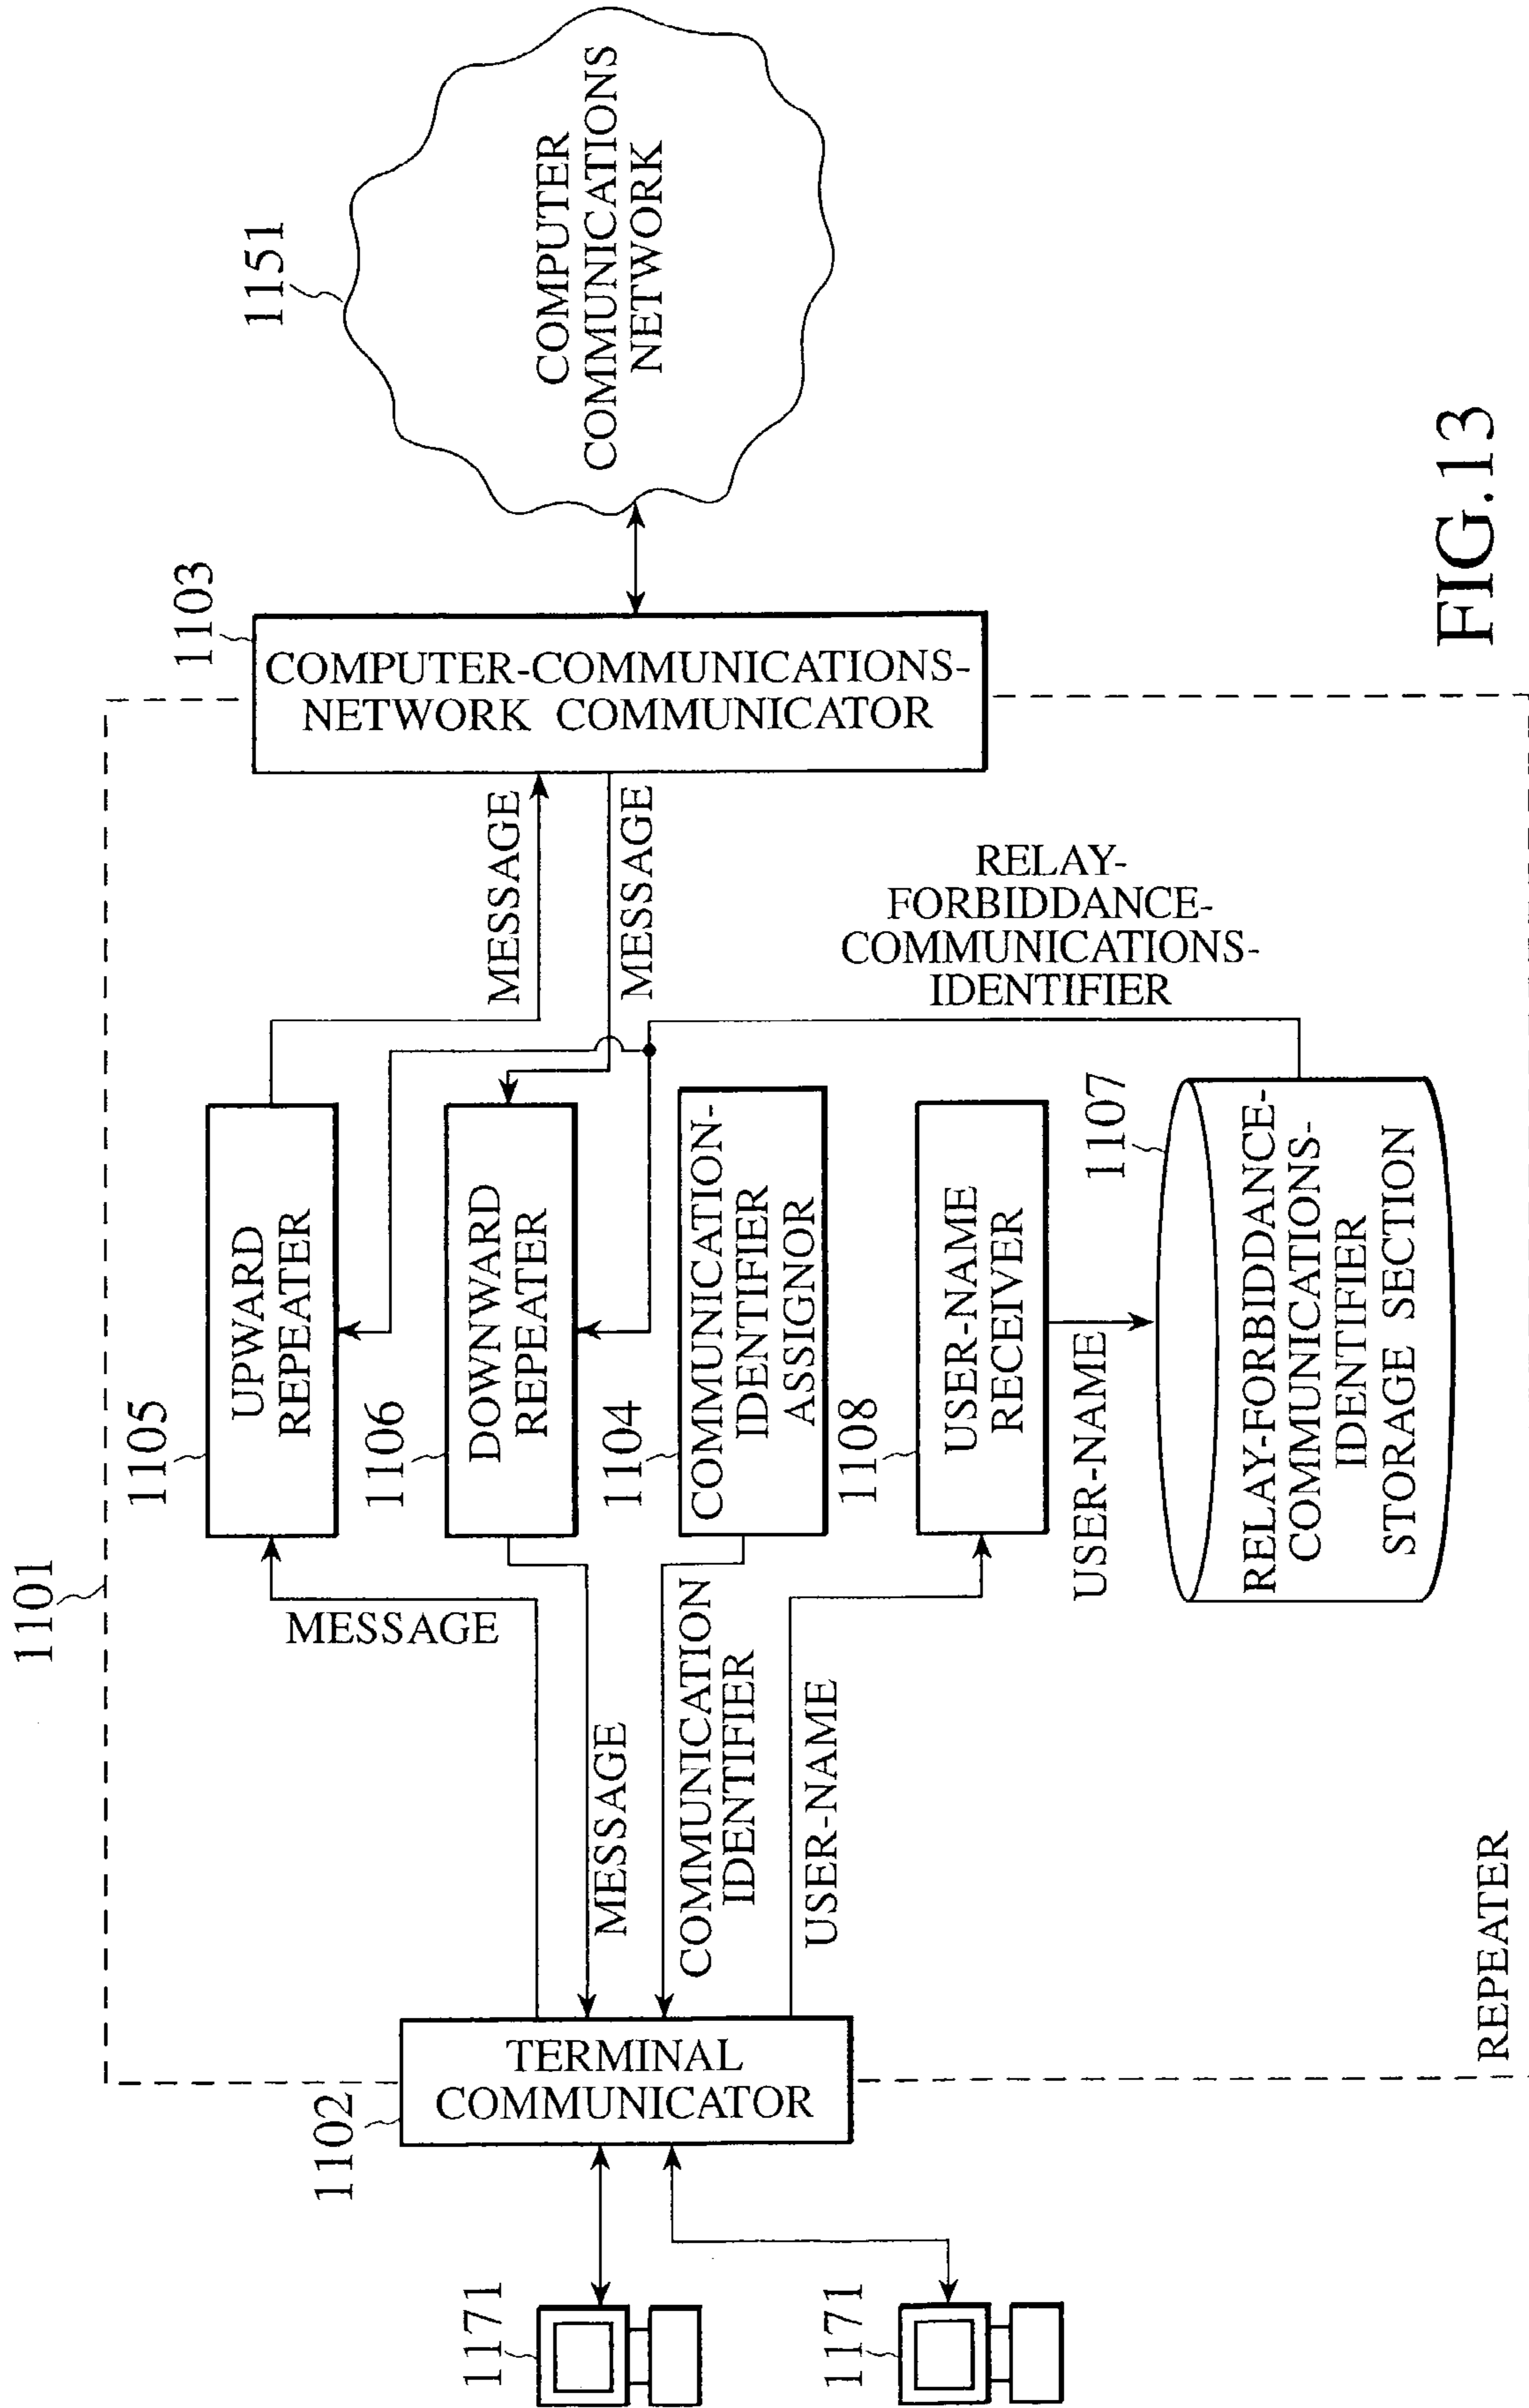 1101
1105
UPWARD
REPEATER
MESSAGE
MESSAGE
1103
COMPUTER-COMMUNICATIONS-
NETWORK COMMUNICATOR
1151
COMPUTER
COMMUNICATIONS
NETWORK
1102
TERMINAL
COMMUNICATOR
1171
1171
MESSAGE
1106
DOWNWARD
REPEATER
MESSAGE
COMMUNICATION
IDENTIFIER
1104
COMMUNICATION-
IDENTIFIER
ASSIGNOR
USER-NAME
1108
USER-NAME
RECEIVER
RELAY-
FORBIDDANCE-
COMMUNICATIONS-
IDENTIFIER
USER-NAME
1107
RELAY-FORBIDDANCE-
COMMUNICATIONS-
IDENTIFIER
STORAGE SECTION
REPEATER
FIG.13